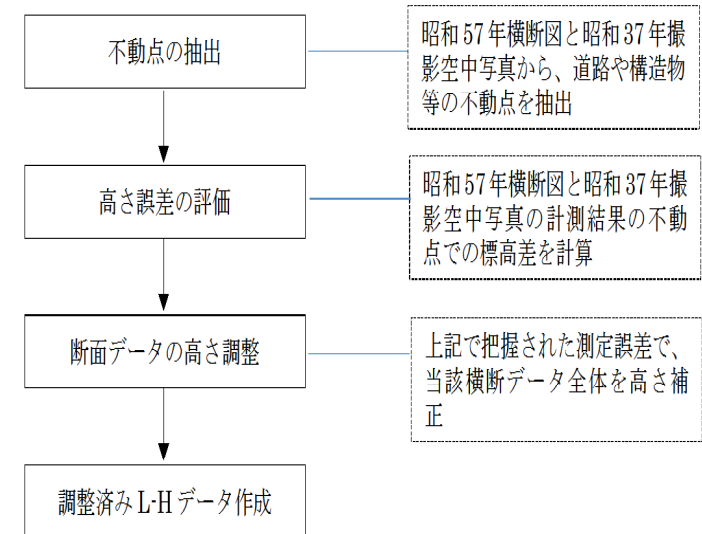 不動点の抽出
昭和57年横断図と昭和37年撮
影空中写真から、道路や構造物
等の不動点を抽出
高さ誤差の評価
昭和57年横断図と昭和37年撮
影空中写真の計測結果の不動
点での標高差を計算
断面データの高さ調整
上記で把握された測定誤差で、
当該横断データ全体を高さ補
正
調整済みL-Hデータ作成